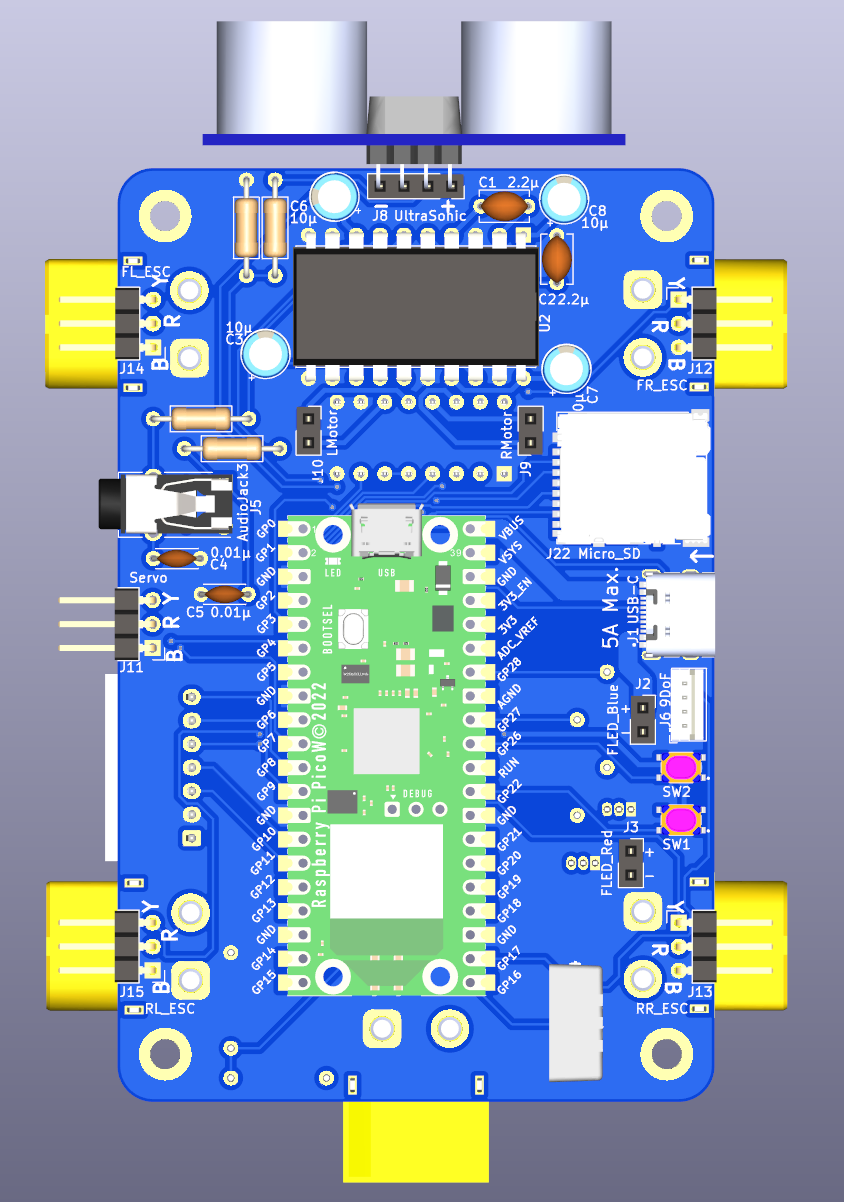 C1 2.2µ
C6
10µ
J8 UltraSonic
−
+
C8
10µ
FL_ESC
Y
R
B
J14
C2
2.2µ
U2
10µ
C3
C7
Y
R
B
J12
FR_ESC
LMotor
J10
RMotor
J9
AudioJack3
J5
J22 Micro_SD
0.01µ
C4
Servo
C5 0.01µ
Y
R
B
J11
GP0
GP1
GND
GP2
GP3
GP4
GP5
GND
GP6
GP7
GP8
GP9
GND
GP10
GP11
GP12
GP13
GND
GP14
GP15
1
2
39
LED
USB
BOOTSEL
Raspberry Pi PicoW©2022
DEBUG
VBUS
VSYS
GND
3V3_EN
3V3
ADC_VREF
GP28
AGND
GP27
GP26
RUN
GP22
GND
GP21
GP20
GP19
GP18
GND
GP17
GP16
5A Max.
J1 USB-C
J2
FLED_Blue
+
−
J6 9DoF
SW2
SW1
J3
FLED_Red
+
−
Y
R
B
J15
RL_ESC
Y
R
B
J13
RR_ESC